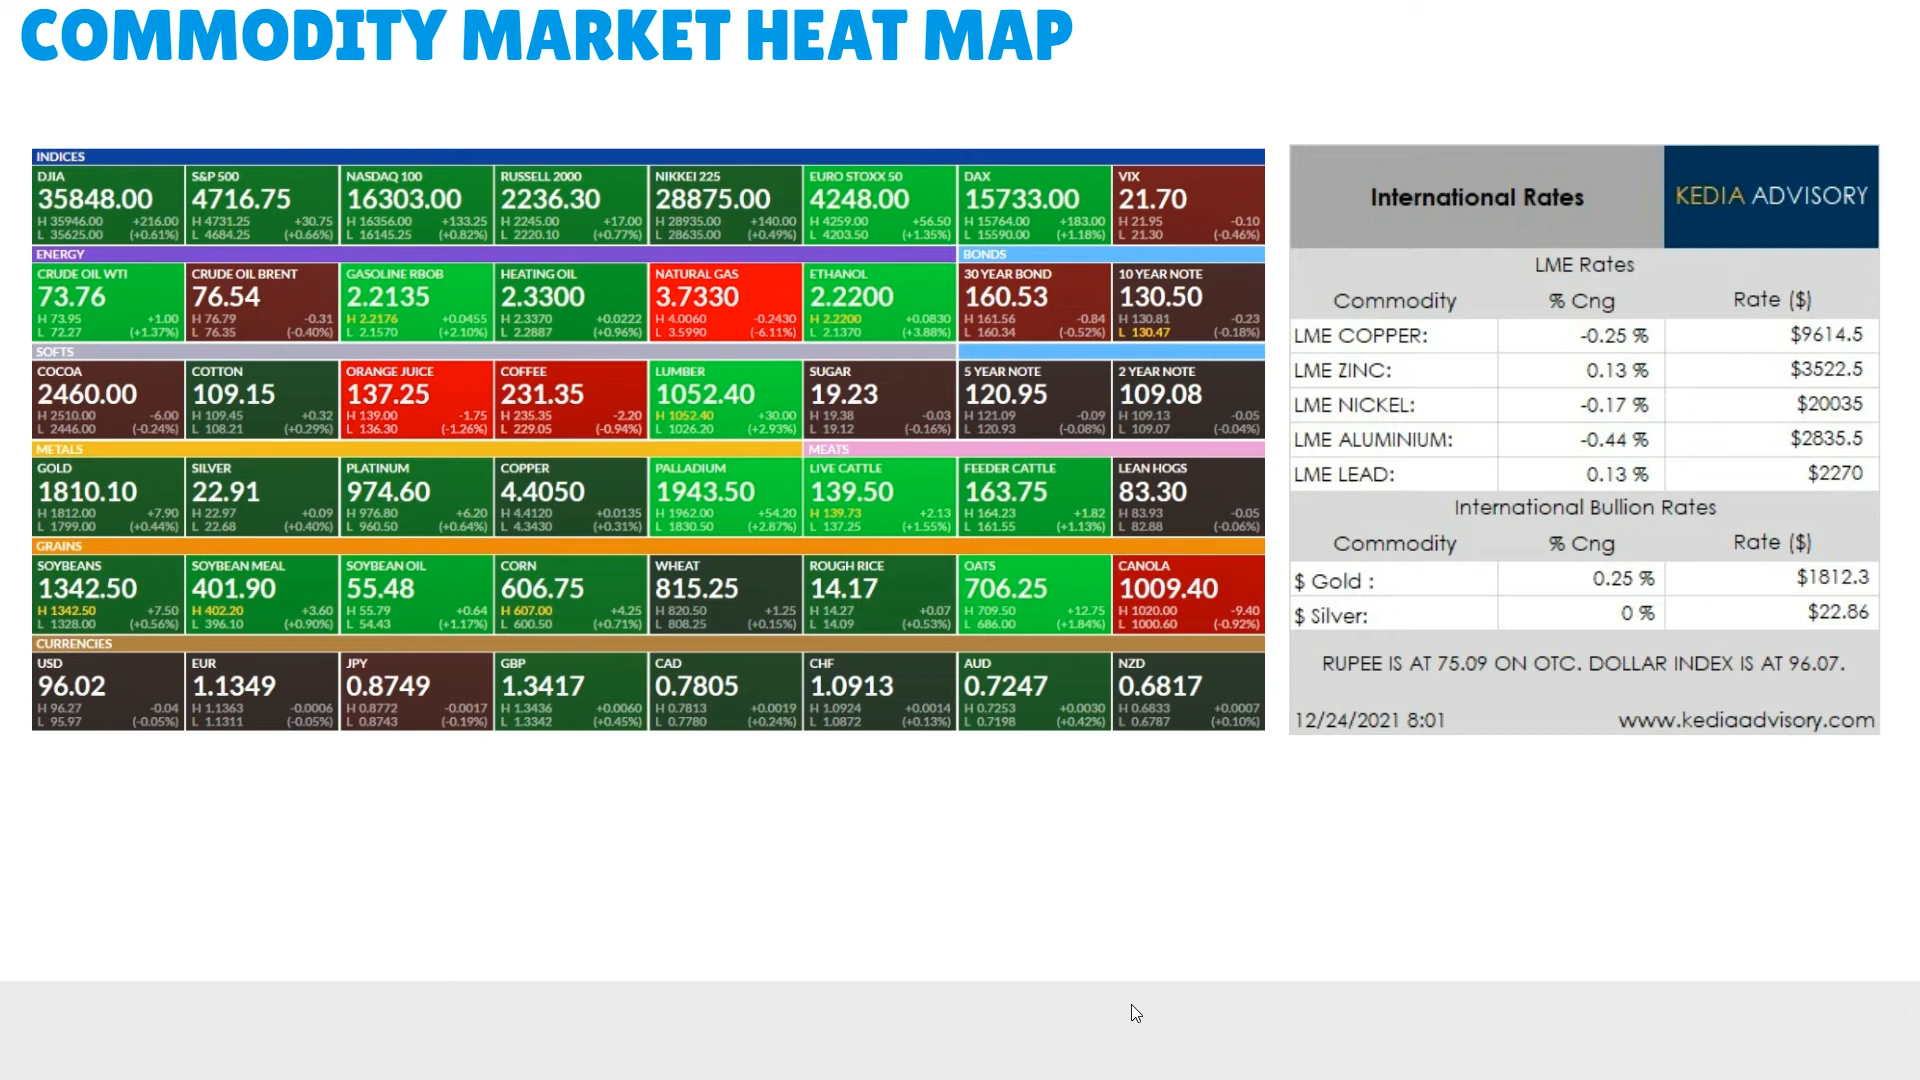 COMMODITY MARKET HEAT MAP
INDICES
DJIA S&P 500 NASDAQ 100 RUSSELL 2000 NIKKEI 225 EURO STOXX 50 DAX VIX
35848.00 4716.75 16303.00 2236.30 28875.00 4248.00 15733.00 21.70
H 35946.00 +216.00 H 4731.25 +30.75 H 16356.00 +133.25 H 2245.00 +17.00 H 28935.00 +140.00 H 4259.00 +56.50 H 15764.00 +183.00 H 21.95 -0.10
L 35625.00 (+0.61%) L 4684.25 (+0.66%) L 16145.25 (+0.82%) L 2220.10 (+0.77%) L 28635.00 (+0.49%) L 4203.50 (+1.35%) L 15590.00 (+1.18%) L 21.30 (-0.46%)
ENERGY BONDS
CRUDE OIL WTI CRUDE OIL BRENT GASOLINE RBOB HEATING OIL NATURAL GAS ETHANOL 30 YEAR BOND 10 YEAR NOTE
73.76 76.54 2.2135 2.3300 3.7330 2.2200 160.53 130.50
H 73.95 +1.00 H 76.79 -0.31 H 2.2176 +0.0455 H 2.3370 +0.0222 H 4.0060 -0.2430 H 2.2200 +0.0830 H 161.56 -0.84 H 130.81 -0.23
L 72.27 (+1.37%) L 76.35 (-0.40%) L 2.1570 (+2.10%) L 2.2887 (+0.96%) L 3.5990 (-6.11%) L 2.1370 (+3.88%) L 160.34 (-0.52%) L 130.47 (-0.18%)
SOFTS
COCOA COTTON ORANGE JUICE COFFEE LUMBER SUGAR 5 YEAR NOTE 2 YEAR NOTE
2460.00 109.15 137.25 231.35 1052.40 19.23 120.95 109.08
H 2510.00 -6.00 H 109.45 +0.32 H 139.00 -1.75 H 235.35 -2.20 H 1052.40 +30.00 H 19.38 -0.03 H 121.09 -0.09 H 109.13 -0.05
L 2446.00 (-0.24%) L 108.21 (+0.29%) L 136.30 (-1.26%) L 229.05 (-0.94%) L 1026.20 (+2.93%) L 19.12 (-0.16%) L 120.93 (-0.08%) L 109.07 (-0.04%)
METALS MEATS
GOLD SILVER PLATINUM COPPER PALLADIUM LIVE CATTLE FEEDER CATTLE LEAN HOGS
1810.10 22.91 974.60 4.4050 1943.50 139.50 163.75 83.30
H 1812.00 +7.90 H 22.97 +0.09 H 976.80 +6.20 H 4.4120 +0.0135 H 1962.00 +54.20 H 139.73 +2.13 H 164.23 +1.82 H 83.93 -0.05
L 1799.00 (+0.44%) L 22.68 (+0.40%) L 960.50 (+0.64%) L 4.3430 (+0.31%) L 1830.50 (+2.87%) L 137.25 (+1.55%) L 161.55 (+1.13%) L 82.88 (-0.06%)
GRAINS
SOYBEANS SOYBEAN MEAL SOYBEAN OIL CORN WHEAT ROUGH RICE OATS CANOLA
1342.50 401.90 55.48 606.75 815.25 14.17 706.25 1009.40
H 1342.50 +7.50 H 402.20 +3.60 H 55.79 +0.64 H 607.00 +4.25 H 820.50 +1.25 H 14.27 +0.07 H 709.50 +12.75 H 1020.00 -9.40
L 1328.00 (+0.56%) L 396.10 (+0.90%) L 54.43 (+1.17%) L 600.50 (+0.71%) L 808.25 (+0.15%) L 14.09 (+0.53%) L 686.00 (+1.84%) L 1000.60 (-0.92%)
CURRENCIES
USD EUR JPY GBP CAD CHF AUD NZD
96.02 1.1349 0.8749 1.3417 0.7805 1.0913 0.7247 0.6817
H 96.27 -0.04 H 1.1363 -0.0006 H 0.8772 -0.0017 H 1.3436 +0.0060 H 0.7813 +0.0019 H 1.0924 +0.0014 H 0.7253 +0.0030 H 0.6833 +0.0007
L 95.97 (-0.05%) L 1.1311 (-0.05%) L 0.8743 (-0.19%) L 1.3342 (+0.45%) L 0.7780 (+0.24%) L 1.0872 (+0.13%) L 0.7198 (+0.42%) L 0.6787 (+0.10%)
International Rates KEDIA ADVISORY
LME Rates
Commodity % Cng Rate ($)
LME COPPER: -0.25 % $9614.5
LME ZINC: 0.13 % $3522.5
LME NICKEL: -0.17 % $20035
LME ALUMINIUM: -0.44 % $2835.5
LME LEAD: 0.13 % $2270
International Bullion Rates
Commodity % Cng Rate ($)
$ Gold : 0.25 % $1812.3
$ Silver: 0 % $22.86
RUPEE IS AT 75.09 ON OTC. DOLLAR INDEX IS AT 96.07.
12/24/2021 8:01 www.kediaadvisory.com